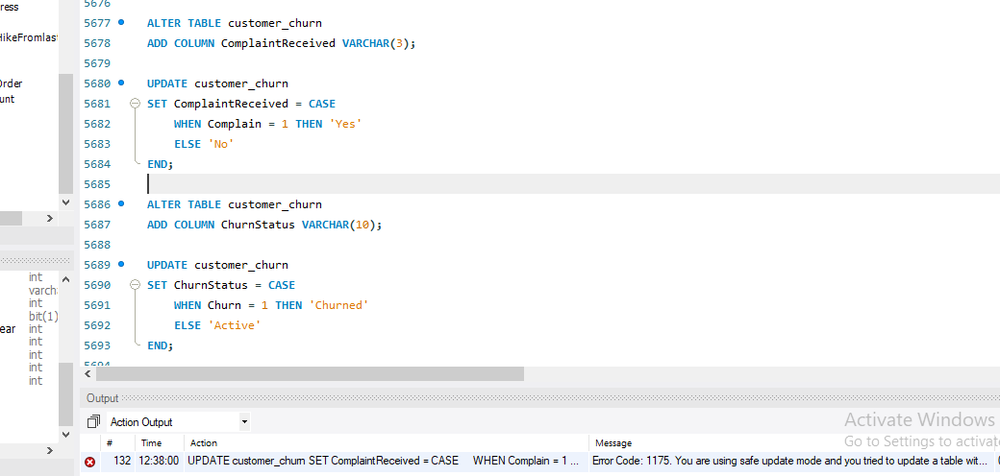 ress
HikeFromlas
Order
unt
int
varcha
int
bit(1)
ear int
int
int
int
int
5676
5677 ALTER TABLE customer_churn
5678 ADD COLUMN ComplaintReceived VARCHAR(3);
5679
5680 UPDATE customer_churn
5681 SET ComplaintReceived = CASE
5682 WHEN Complain = 1 THEN 'Yes'
5683 ELSE 'No'
5684 END;
5685
5686 ALTER TABLE customer_churn
5687 ADD COLUMN ChurnStatus VARCHAR(10);
5688
5689 UPDATE customer_churn
5690 SET ChurnStatus = CASE
5691 WHEN Churn = 1 THEN 'Churned'
5692 ELSE 'Active'
5693 END;
5694
Output
Action Output
# Time Action Message
132 12:38:00 UPDATE customer_churn SET ComplaintReceived = CASE WHEN Complain = 1 ... Error Code: 1175. You are using safe update mode and you tried to update a table wit...
Activate Windows
Go to Settings to activat